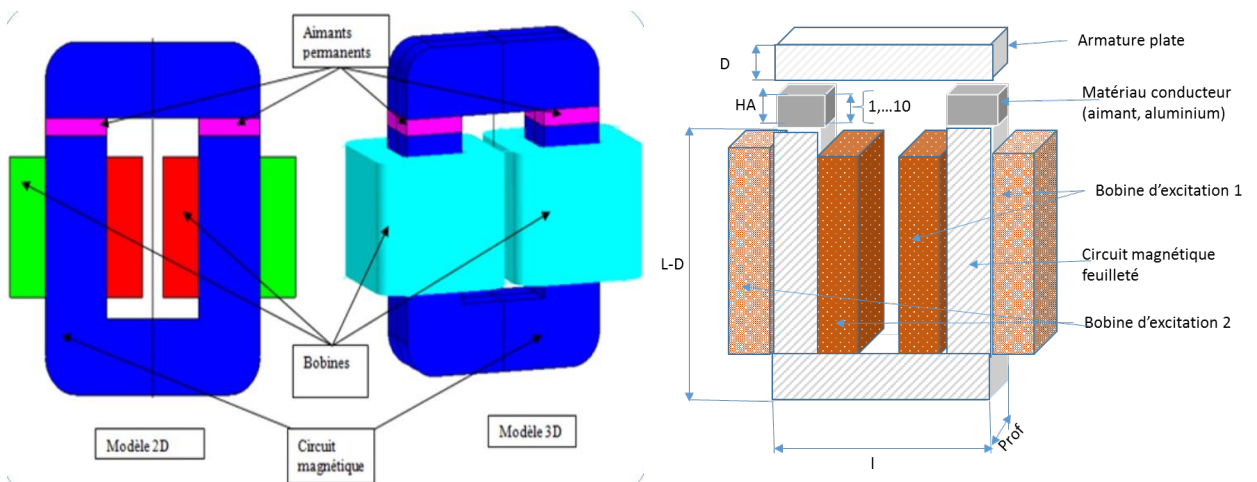 Aimants
permanents
Bobines
Modèle 2D
Circuit
magnétique
Modèle 3D
D
HA
1,...10
L-D
l
Prof
Armature plate
Matériau conducteur
(aimant, aluminium)
Bobine d'excitation 1
Circuit magnétique
feuilleté
Bobine d'excitation 2